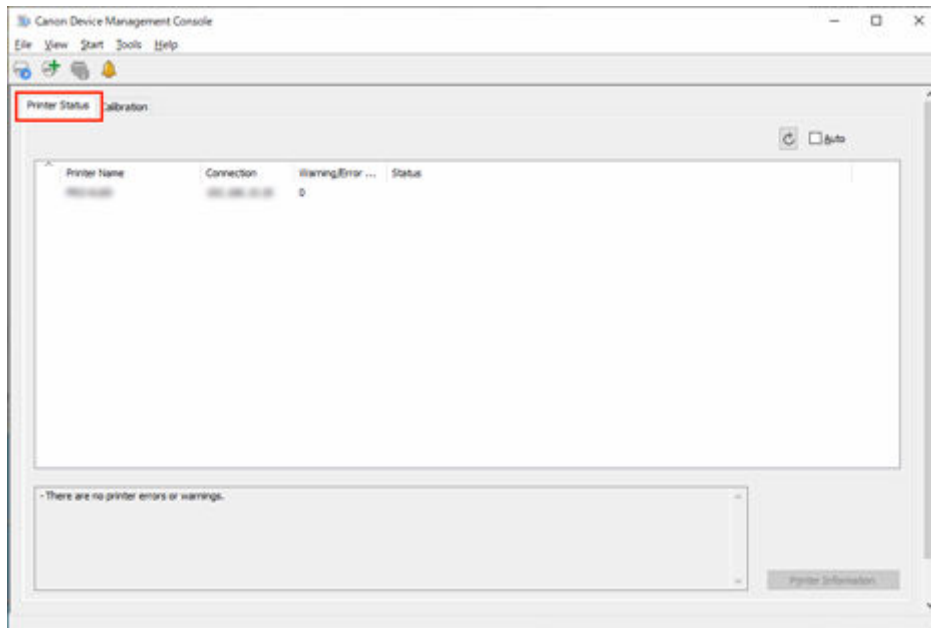 Canon Device Management Console
File View Start Tools Help
Printer Status Calibration
Auto
Printer Name Connection Warning/Error ... Status
0
- There are no printer errors or warnings.
Printer Information